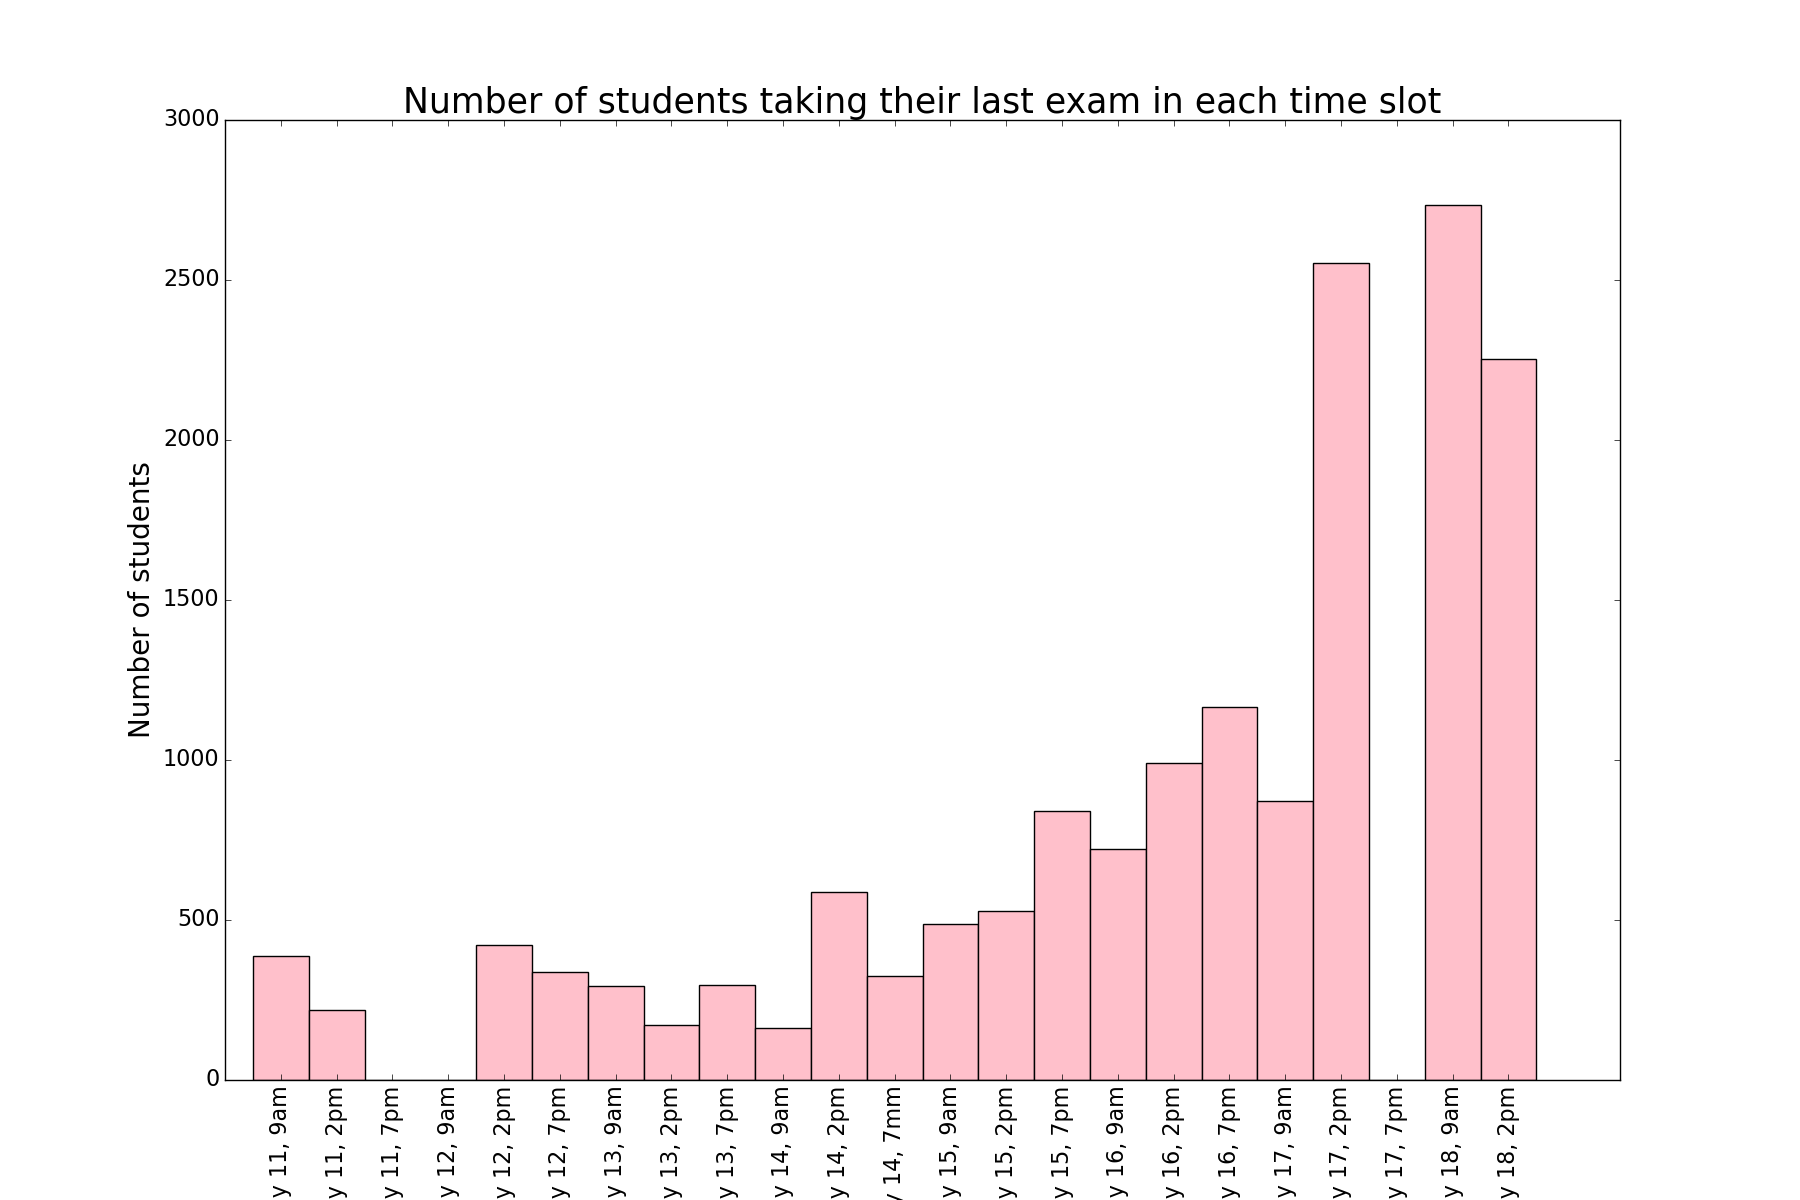 Number of students taking their last exam in each time slot
Number of students
3000
2500
2000
1500
1000
500
0
y 11, 9am
y 11, 2pm
y 11, 7pm
y 12, 9am
y 12, 2pm
y 12, 7pm
y 13, 9am
y 13, 2pm
y 13, 7pm
y 14, 9am
y 14, 2pm
y 14, 7mm
y 15, 9am
y 15, 2pm
y 15, 7pm
y 16, 9am
y 16, 2pm
y 16, 7pm
y 17, 9am
y 17, 2pm
y 17, 7pm
y 18, 9am
y 18, 2pm